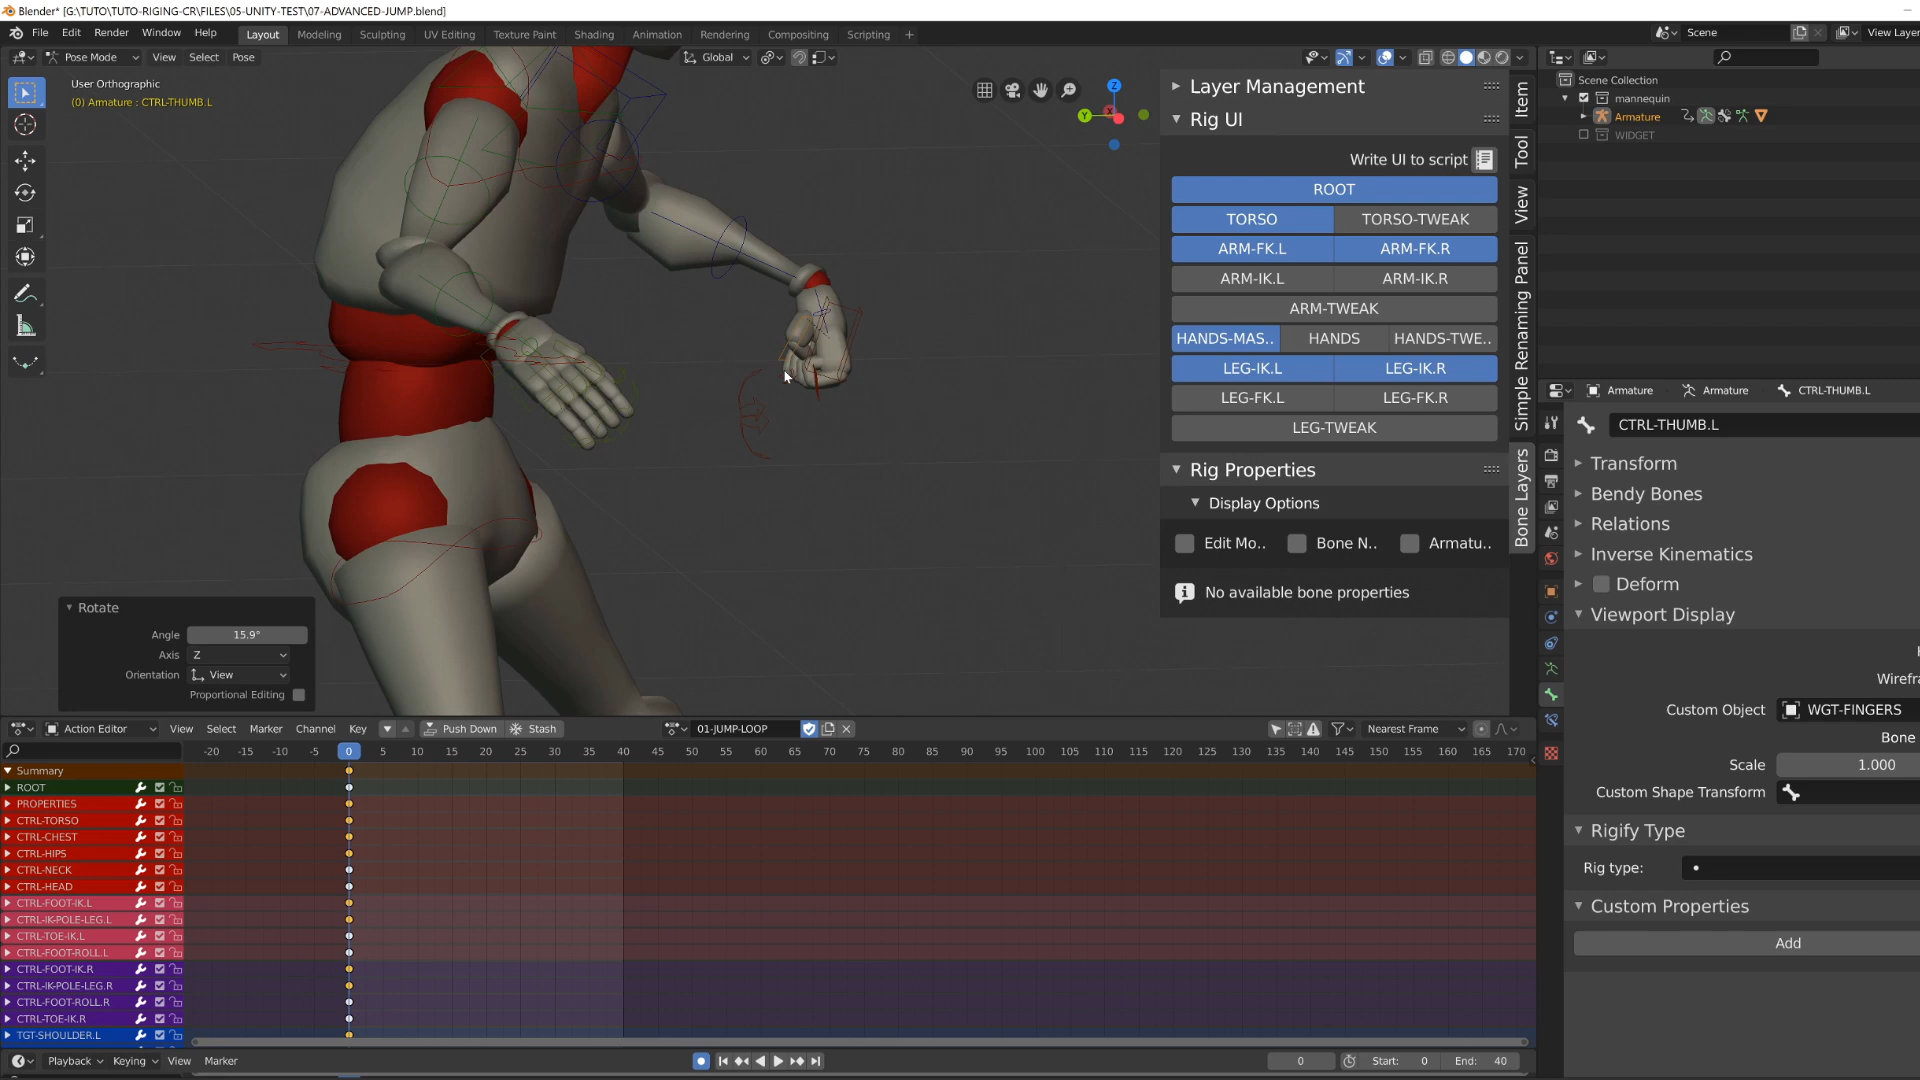 Blender* [G:\TUTO\TUTO-RIGING-CR\FILES\05-UNITY-TEST\07-ADVANCED-JUMP.blend]
File Edit Render Window Help Layout Modeling Sculpting UV Editing Texture Paint Shading Animation Rendering Compositing Scripting + Scene View Layer
Pose Mode View Select Pose Global
User Orthographic
(0) Armature : CTRL-THUMB.L
Layer Management
Rig UI
Write UI to script
ROOT
TORSO TORSO-TWEAK
ARM-FK.L ARM-FK.R
ARM-IK.L ARM-IK.R
ARM-TWEAK
HANDS-MAS.. HANDS HANDS-TWE..
LEG-IK.L LEG-IK.R
LEG-FK.L LEG-FK.R
LEG-TWEAK
Rig Properties
Display Options
Edit Mo.. Bone N.. Armatu..
No available bone properties
Item
Tool
View
Simple Renaming Panel
Bone Layers
Z
Y
X
Scene Collection
mannequin
Armature
WIDGET
Armature Armature CTRL-THUMB.L
CTRL-THUMB.L
Transform
Bendy Bones
Relations
Inverse Kinematics
Deform
Viewport Display
Wirefra
Custom Object WGT-FINGERS
Bone
Scale 1.000
Custom Shape Transform
Rigify Type
Rig type:
Custom Properties
Add
Rotate
Angle 15.9°
Axis Z
Orientation View
Proportional Editing
Action Editor View Select Marker Channel Key Push Down Stash 01-JUMP-LOOP Nearest Frame
-20 -15 -10 -5 0 5 10 15 20 25 30 35 40 45 50 55 60 65 70 75 80 85 90 95 100 105 110 115 120 125 130 135 140 145 150 155 160 165 170
Summary
ROOT
PROPERTIES
CTRL-TORSO
CTRL-CHEST
CTRL-HIPS
CTRL-NECK
CTRL-HEAD
CTRL-FOOT-IK.L
CTRL-IK-POLE-LEG.L
CTRL-TOE-IK.L
CTRL-FOOT-ROLL.L
CTRL-FOOT-IK.R
CTRL-IK-POLE-LEG.R
CTRL-FOOT-ROLL.R
CTRL-TOE-IK.R
TGT-SHOULDER.L
Playback Keying View Marker 0 Start: 0 End: 40